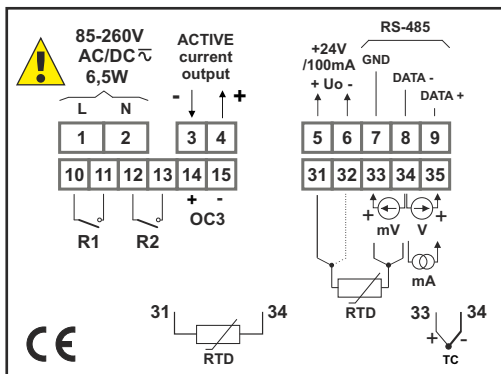 85-260V
AC/DC
6,5W
L N
ACTIVE
current
output
- +
+24V
/100mA
+ Uo -
RS-485
GND
DATA -
DATA +
1 2 3 4 5 6 7 8 9
10 11 12 13 14 15 31 32 33 34 35
R1 R2
+ -
OC3
+ mV V +
mA
RTD
31 34
RTD
33 34
+ -
TC
CE